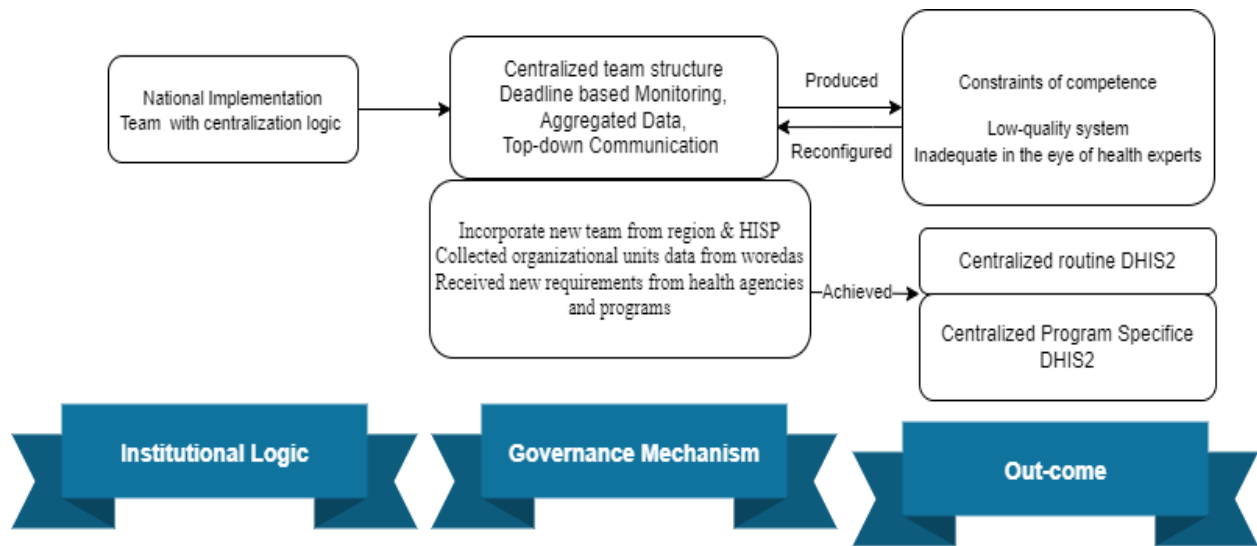 National Implementation
Team with centralization logic
Centralized team structure
Deadline based Monitoring,
Aggregated Data,
Top-down Communication
Produced
Reconfigured
Constraints of competence
Low-quality system
Inadequate in the eye of health experts
Incorporate new team from region & HISP
Collected organizational units data from woredas
Received new requirements from health agencies
and programs
Achieved
Centralized routine DHIS2
Centralized Program Specifice
DHIS2
Institutional Logic
Governance Mechanism
Out-come